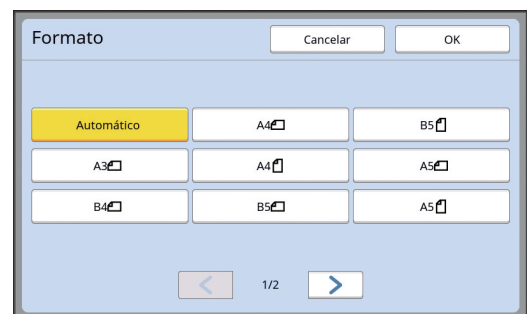 Formato Cancelar OK
Automático A4 B5
A3 A4 A5
B4 B5 A5
1/2